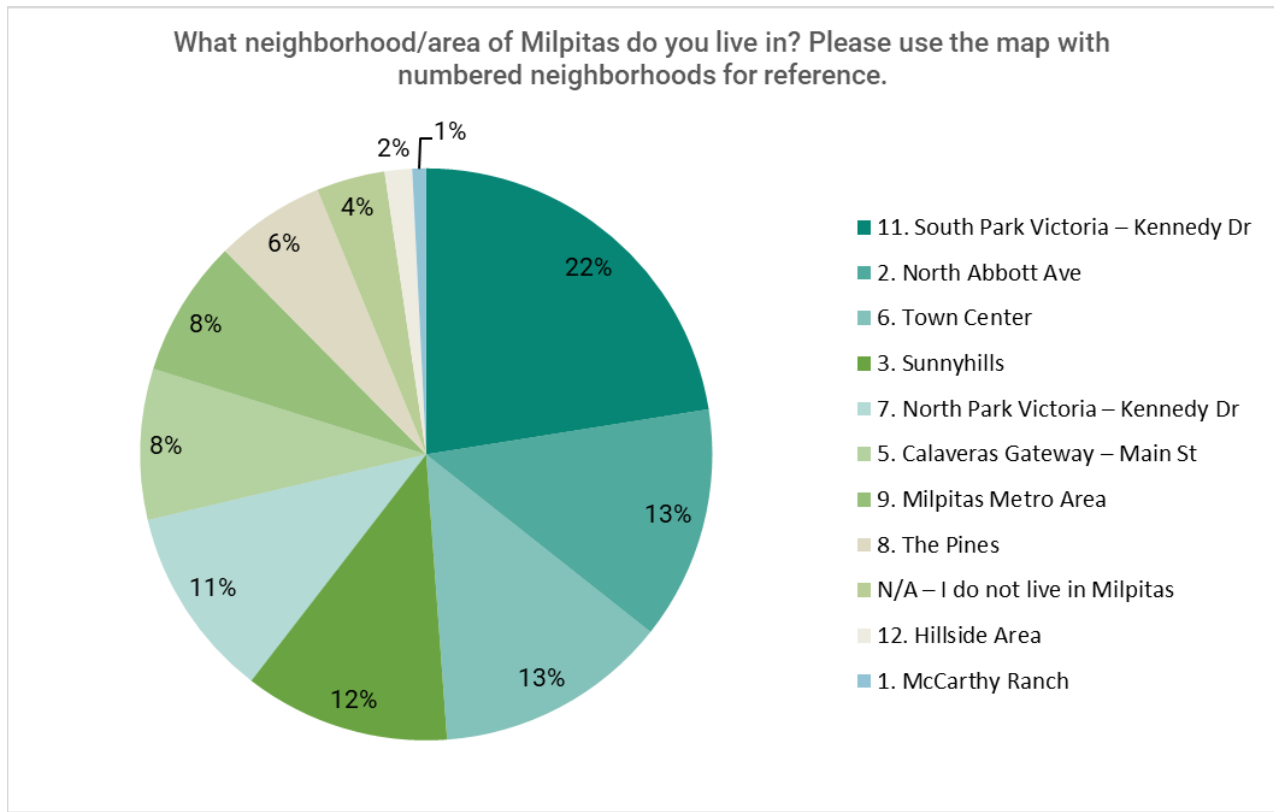 What neighborhood/area of Milpitas do you live in? Please use the map with
numbered neighborhoods for reference.
1%
2%
4%
6%
8%
8%
11%
12%
13%
13%
22%
11. South Park Victoria – Kennedy Dr
2. North Abbott Ave
6. Town Center
3. Sunnyhills
7. North Park Victoria – Kennedy Dr
5. Calaveras Gateway – Main St
9. Milpitas Metro Area
8. The Pines
N/A – I do not live in Milpitas
12. Hillside Area
1. McCarthy Ranch